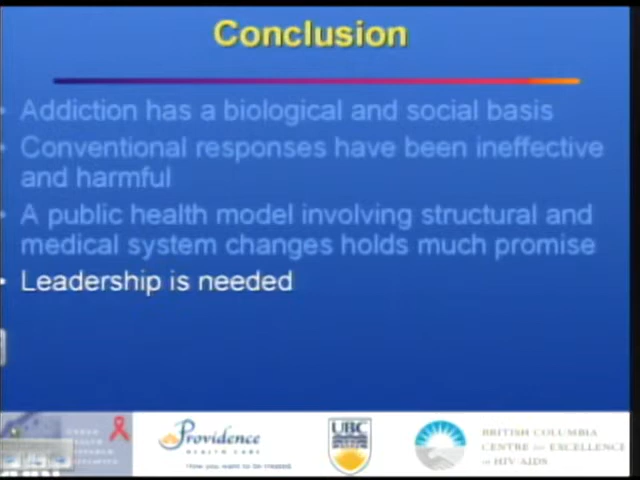 Conclusion
• Addiction has a biological and social basis
• Conventional responses have been ineffective
and harmful
• A public health model involving structural and
medical system changes holds much promise
• Leadership is needed
Providence
HEALTH CARE
How you want to be treated
UBC
BRITISH COLUMBIA
CENTRE for EXCELLENCE
in HIV/AIDS